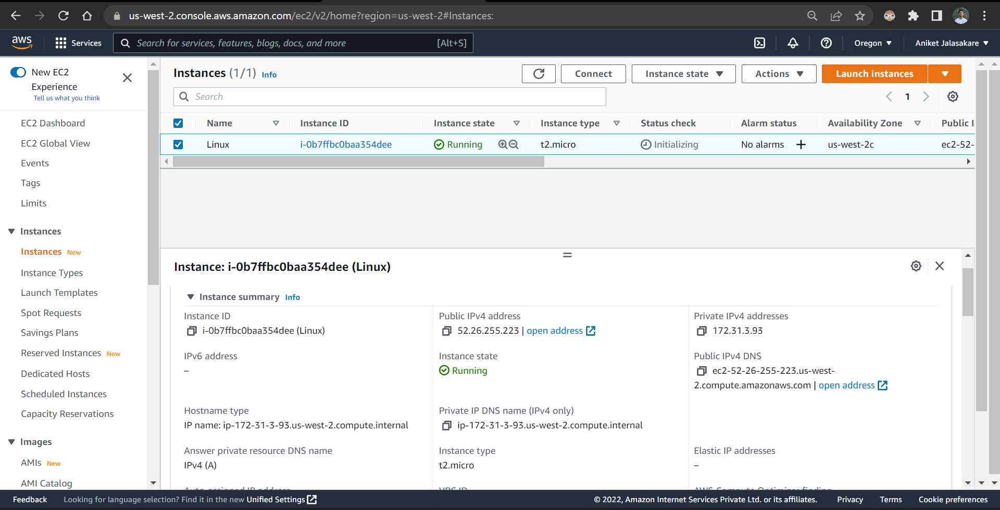 us-west-2.console.aws.amazon.com/ec2/v2/home?region=us-west-2#Instances:
aws
Services
Search for services, features, blogs, docs, and more
[Alt+S]
Oregon
Aniket Jalasakare
New EC2
Experience
Tell us what you think
EC2 Dashboard
EC2 Global View
Events
Tags
Limits
Instances
Instances New
Instance Types
Launch Templates
Spot Requests
Savings Plans
Reserved Instances New
Dedicated Hosts
Scheduled Instances
Capacity Reservations
Images
AMIs New
AMI Catalog
Instances (1/1) Info
Connect
Instance state
Actions
Launch instances
Search
1
Name Instance ID Instance state Instance type Status check Alarm status Availability Zone Public I
Linux i-0b7ffbc0baa354dee Running t2.micro Initializing No alarms + us-west-2c ec2-52-
Instance: i-0b7ffbc0baa354dee (Linux)
Instance summary Info
Instance ID
i-0b7ffbc0baa354dee (Linux)
Public IPv4 address
52.26.255.223 | open address
Private IPv4 addresses
172.31.3.93
IPv6 address
–
Instance state
Running
Public IPv4 DNS
ec2-52-26-255-223.us-west-
2.compute.amazonaws.com | open address
Hostname type
IP name: ip-172-31-3-93.us-west-2.compute.internal
Private IP DNS name (IPv4 only)
ip-172-31-3-93.us-west-2.compute.internal
Answer private resource DNS name
IPv4 (A)
Instance type
t2.micro
Elastic IP addresses
–
Auto-assigned IP address
VPC ID
AWS Compute Optimizer finding
Feedback
Looking for language selection? Find it in the new Unified Settings
© 2022, Amazon Internet Services Private Ltd. or its affiliates.
Privacy
Terms
Cookie preferences